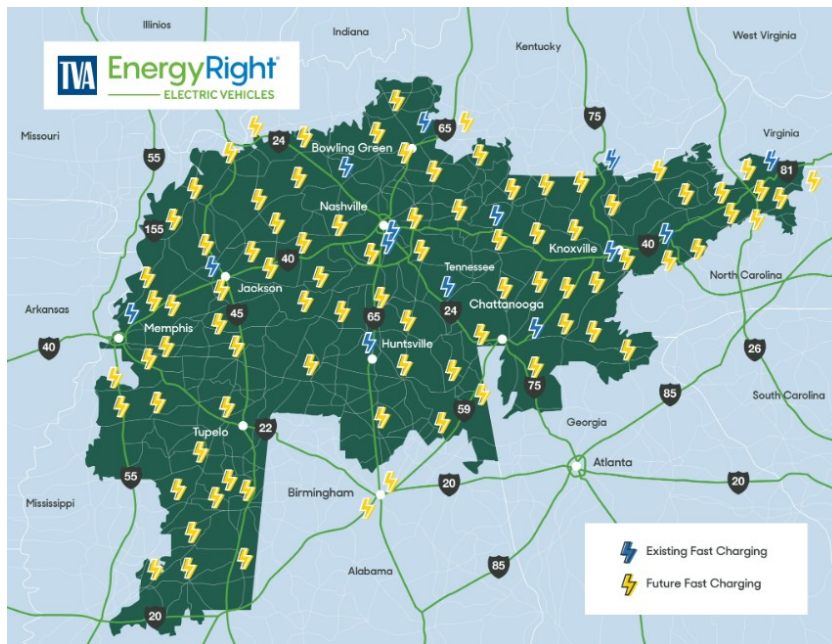 Illinios
Indiana
Kentucky
West Virginia
TVA
EnergyRight®
ELECTRIC VEHICLES
Missouri
Virginia
55
24
65
75
81
Bowling Green
155
Nashville
Knoxville
40
40
Tennessee
North Carolina
Jackson
Arkansas
45
Memphis
65
24
Chattanooga
40
Huntsville
26
75
85
South Carolina
59
Georgia
22
Tupelo
Atlanta
55
Birmingham
20
20
Mississippi
Existing Fast Charging
85
Alabama
Future Fast Charging
20